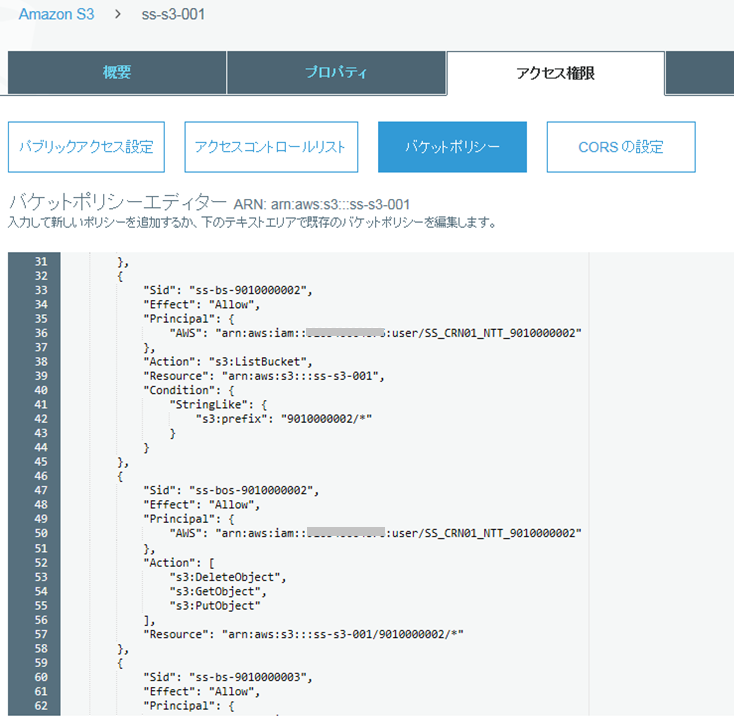 Amazon S3 > ss-s3-001
概要 プロパティ アクセス権限
パブリックアクセス設定 アクセスコントロールリスト バケットポリシー CORS の設定
バケットポリシーエディター ARN: arn:aws:s3:::ss-s3-001
入力して新しいポリシーを追加するか、下のテキストエリアで既存のバケットポリシーを編集します。
31 },
32 {
33 "Sid": "ss-bs-9010000002",
34 "Effect": "Allow",
35 "Principal": {
36 "AWS": "arn:aws:iam:: :user/SS_CRN01_NTT_9010000002"
37 },
38 "Action": "s3:ListBucket",
39 "Resource": "arn:aws:s3:::ss-s3-001",
40 "Condition": {
41 "StringLike": {
42 "s3:prefix": "9010000002/*"
43 }
44 }
45 },
46 {
47 "Sid": "ss-bos-9010000002",
48 "Effect": "Allow",
49 "Principal": {
50 "AWS": "arn:aws:iam:: :user/SS_CRN01_NTT_9010000002"
51 },
52 "Action": [
53 "s3:DeleteObject",
54 "s3:GetObject",
55 "s3:PutObject"
56 ],
57 "Resource": "arn:aws:s3:::ss-s3-001/9010000002/*"
58 },
59 {
60 "Sid": "ss-bs-9010000003",
61 "Effect": "Allow",
62 "Principal": {